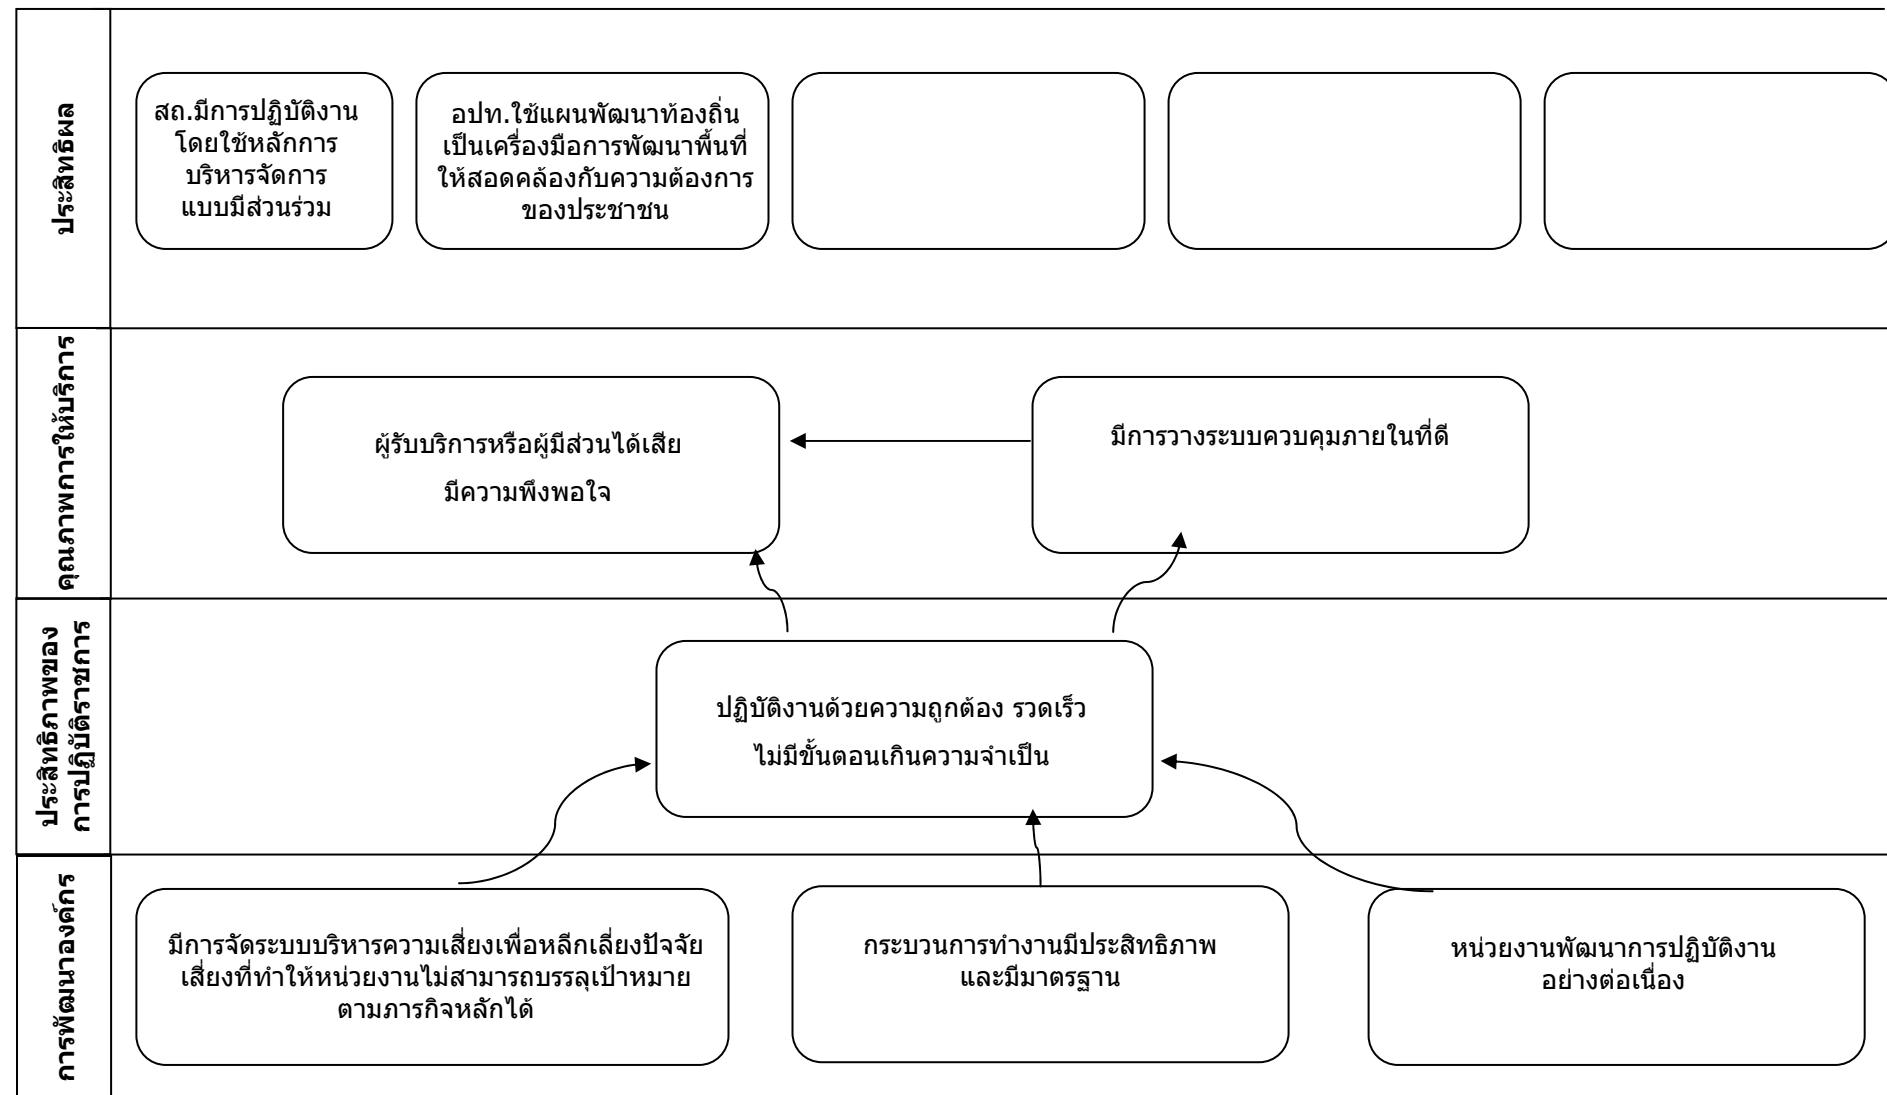 ประสิทธิผล
สถ.มีการปฏิบัติงาน
โดยใช้หลักการ
บริหารจัดการ
แบบมีส่วนร่วม
อปท.ใช้แผนพัฒนาท้องถิ่น
เป็นเครื่องมือการพัฒนาพื้นที่
ให้สอดคล้องกับความต้องการ
ของประชาชน
คุณภาพการให้บริการ
ผู้รับบริการหรือผู้มีส่วนได้เสีย
มีความพึงพอใจ
มีการวางระบบควบคุมภายในที่ดี
ประสิทธิภาพของ
การปฏิบัติราชการ
ปฏิบัติงานด้วยความถูกต้อง รวดเร็ว
ไม่มีขั้นตอนเกินความจำเป็น
การพัฒนาองค์กร
มีการจัดระบบบริหารความเสี่ยงเพื่อหลีกเลี่ยงปัจจัย
เสี่ยงที่ทำให้หน่วยงานไม่สามารถบรรลุเป้าหมาย
ตามภารกิจหลักได้
กระบวนการทำงานมีประสิทธิภาพ
และมีมาตรฐาน
หน่วยงานพัฒนาการปฏิบัติงาน
อย่างต่อเนื่อง